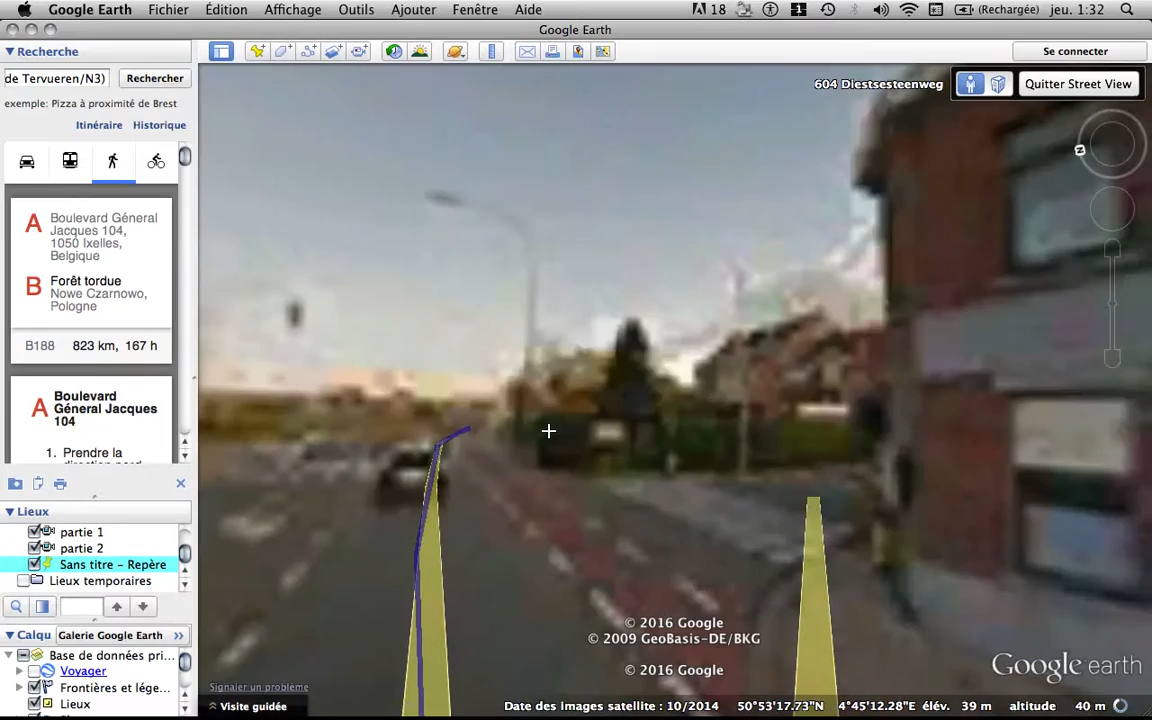 Google Earth Fichier Édition Affichage Outils Ajouter Fenêtre Aide 18 1 (Rechargée) jeu. 1:32
Google Earth
Recherche
de Tervueren/N3) Rechercher
exemple: Pizza à proximité de Brest
Itinéraire Historique
Se connecter
604 Diestsesteenweg
Quitter Street View
A Boulevard Géneral
Jacques 104,
1050 Ixelles,
Belgique
B Forêt tordue
Nowe Czarnowo,
Pologne
B188 823 km, 167 h
A Boulevard
Géneral Jacques
104
1. Prendre la
Lieux
partie 1
partie 2
Sans titre - Repère
Lieux temporaires
Calqu Galerie Google Earth >>
Base de données pri...
Voyager
Frontières et lége...
Lieux
© 2016 Google
© 2009 GeoBasis-DE/BKG
© 2016 Google
Google earth
Signaler un problème
Visite guidée
Date des images satellite : 10/2014 50°53'17.73"N 4°45'12.28"E élév. 39 m altitude 40 m